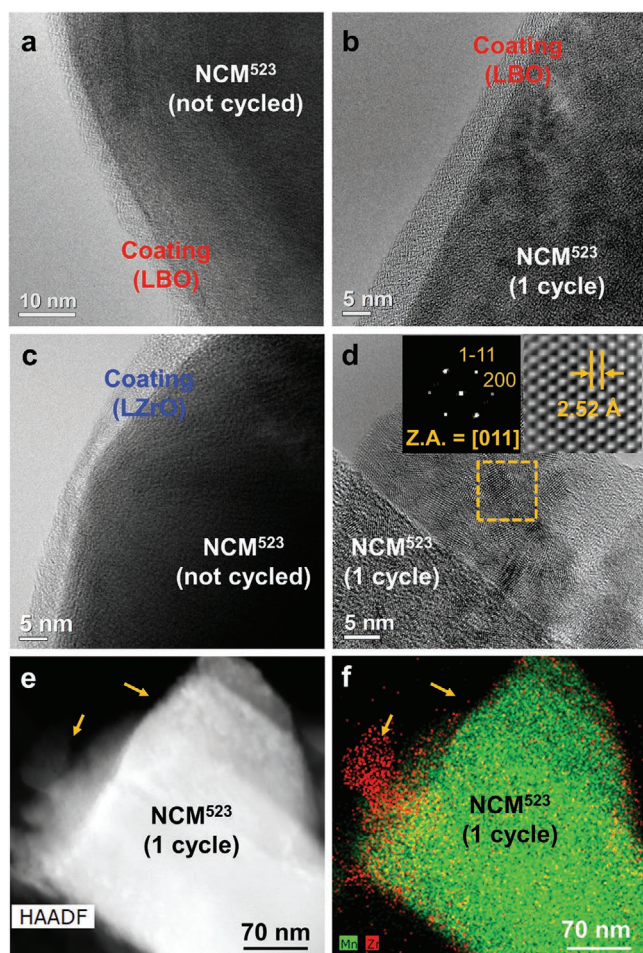 a
NCM⁵²³
(not cycled)
Coating
(LBO)
10 nm
b
Coating
(LBO)
NCM⁵²³
(1 cycle)
5 nm
c
Coating
(LZrO)
NCM⁵²³
(not cycled)
5 nm
d
1-11
200
Z.A. = [011]
2.52 Å
NCM⁵²³
(1 cycle)
5 nm
e
NCM⁵²³
(1 cycle)
HAADF
70 nm
f
NCM⁵²³
(1 cycle)
Mn Zr
70 nm